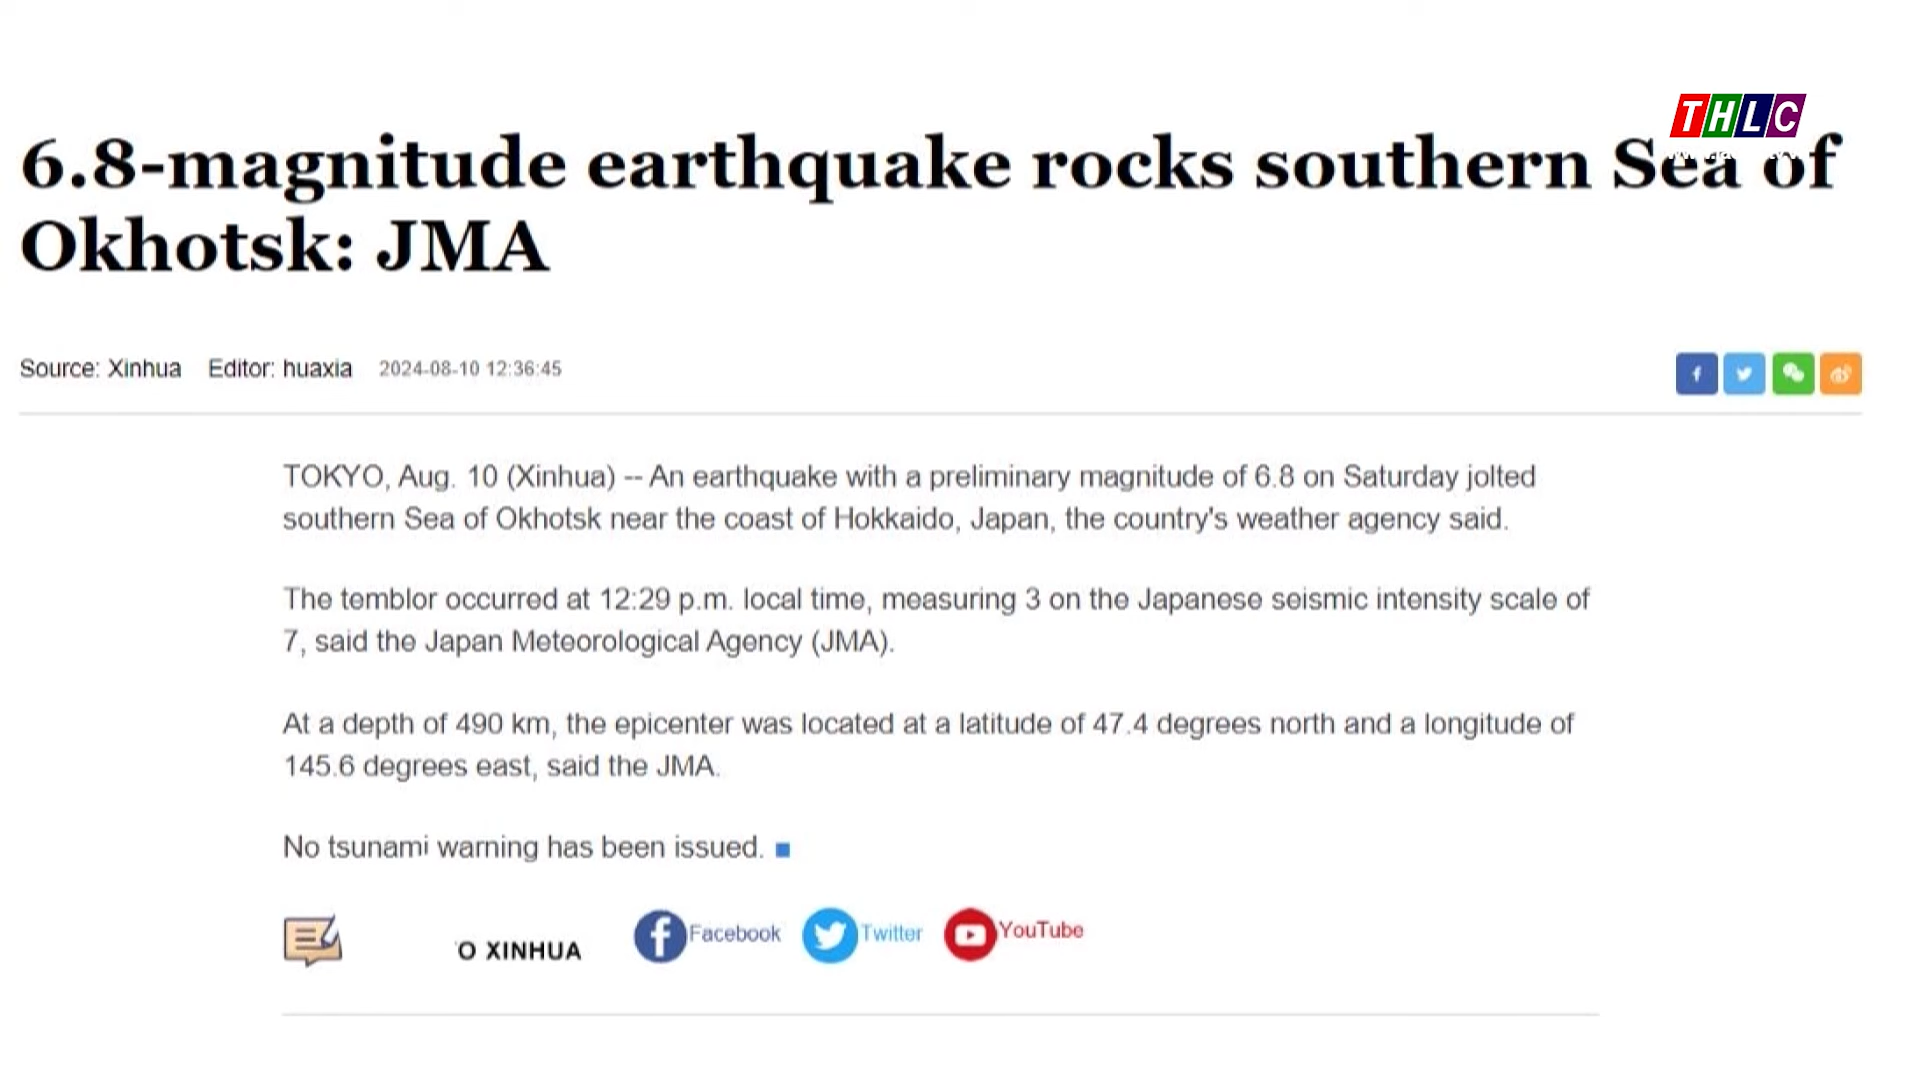 THLC
6.8-magnitude earthquake rocks southern Sea of
Okhotsk: JMA
Source: Xinhua Editor: huaxia 2024-08-10 12:36:45
TOKYO, Aug. 10 (Xinhua) -- An earthquake with a preliminary magnitude of 6.8 on Saturday jolted
southern Sea of Okhotsk near the coast of Hokkaido, Japan, the country's weather agency said.
The temblor occurred at 12:29 p.m. local time, measuring 3 on the Japanese seismic intensity scale of
7, said the Japan Meteorological Agency (JMA).
At a depth of 490 km, the epicenter was located at a latitude of 47.4 degrees north and a longitude of
145.6 degrees east, said the JMA.
No tsunami warning has been issued.
O XINHUA
Facebook
Twitter
YouTube